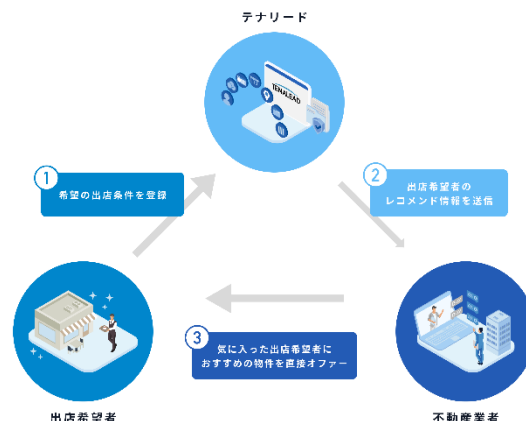 テナリード
TENALEAD
1
希望の出店条件を登録
2
出店希望者の
レコメンド情報を送信
3
気に入った出店希望者に
おすすめの物件を直接オファー
出店希望者
不動産業者